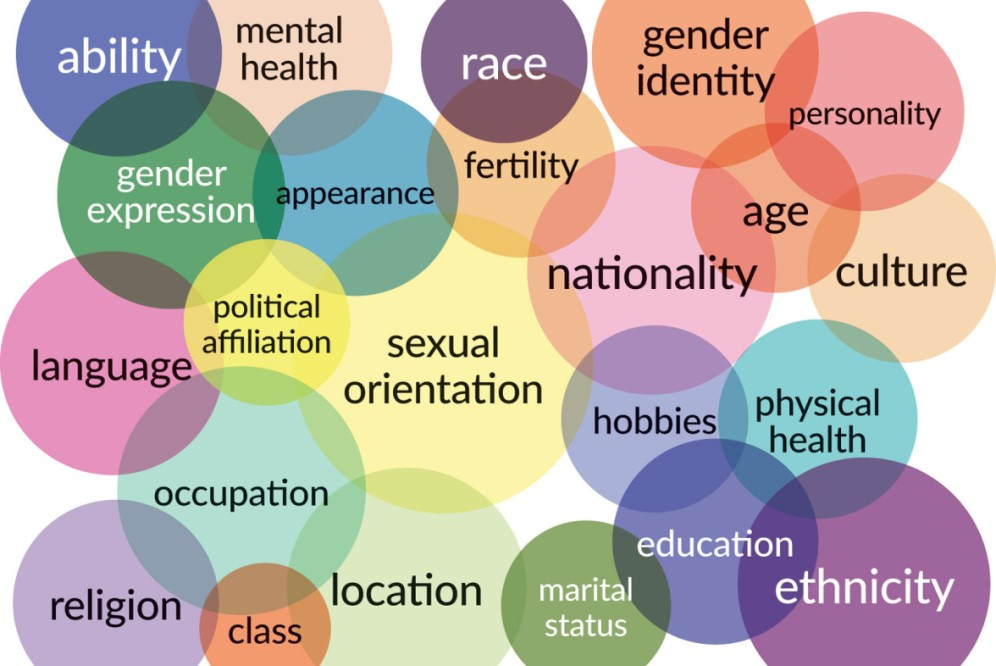 ability
mental
health
race
gender
identity
personality
gender
expression
appearance
fertility
age
nationality
culture
language
political
affiliation
sexual
orientation
hobbies
physical
health
occupation
education
religion
class
location
marital
status
ethnicity